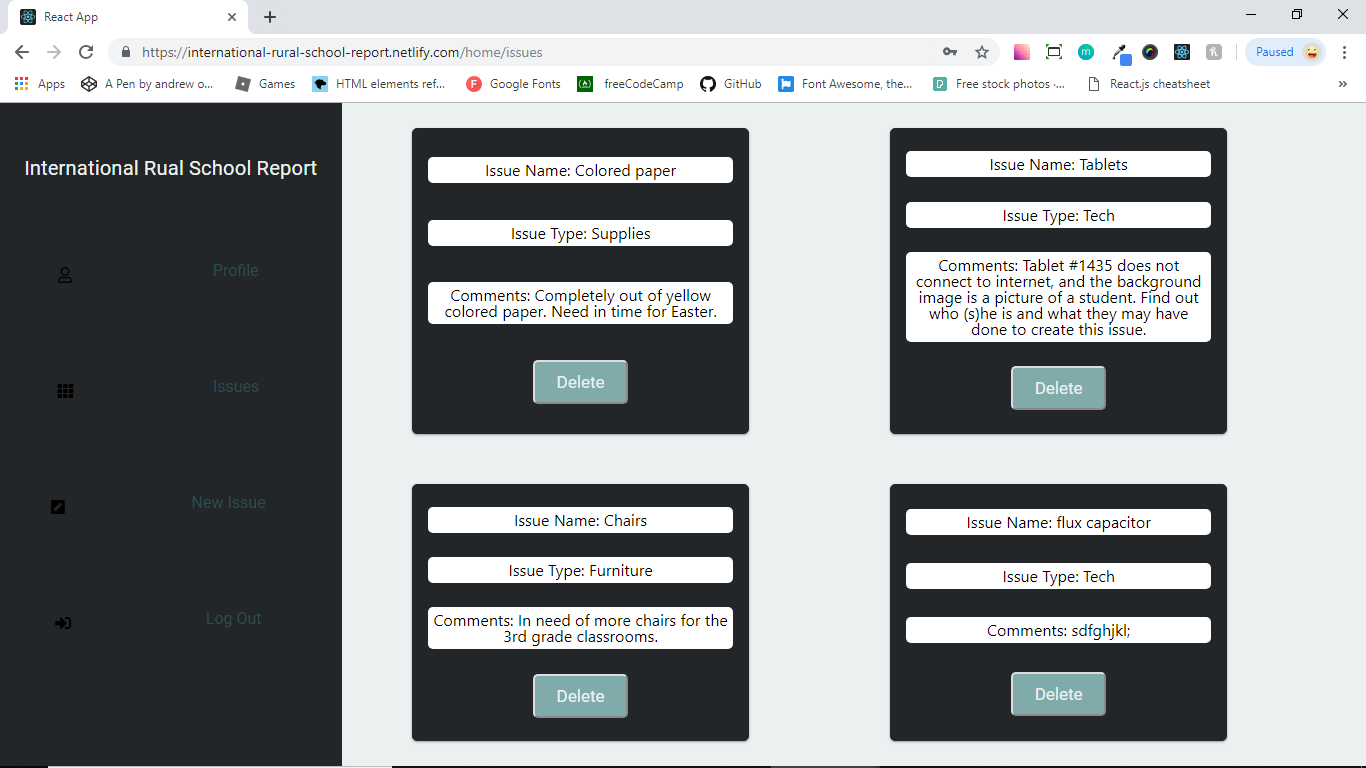 React App
https://international-rural-school-report.netlify.com/home/issues
Paused
Apps
A Pen by andrew o...
Games
HTML elements ref...
Google Fonts
freeCodeCamp
GitHub
Font Awesome, the...
Free stock photos ·...
React.js cheatsheet
»
International Rual School Report
Profile
Issues
New Issue
Log Out
Issue Name: Colored paper
Issue Type: Supplies
Comments: Completely out of yellow
colored paper. Need in time for Easter.
Delete
Issue Name: Tablets
Issue Type: Tech
Comments: Tablet #1435 does not
connect to internet, and the background
image is a picture of a student. Find out
who (s)he is and what they may have
done to create this issue.
Delete
Issue Name: Chairs
Issue Type: Furniture
Comments: In need of more chairs for the
3rd grade classrooms.
Delete
Issue Name: flux capacitor
Issue Type: Tech
Comments: sdfghjkl;
Delete